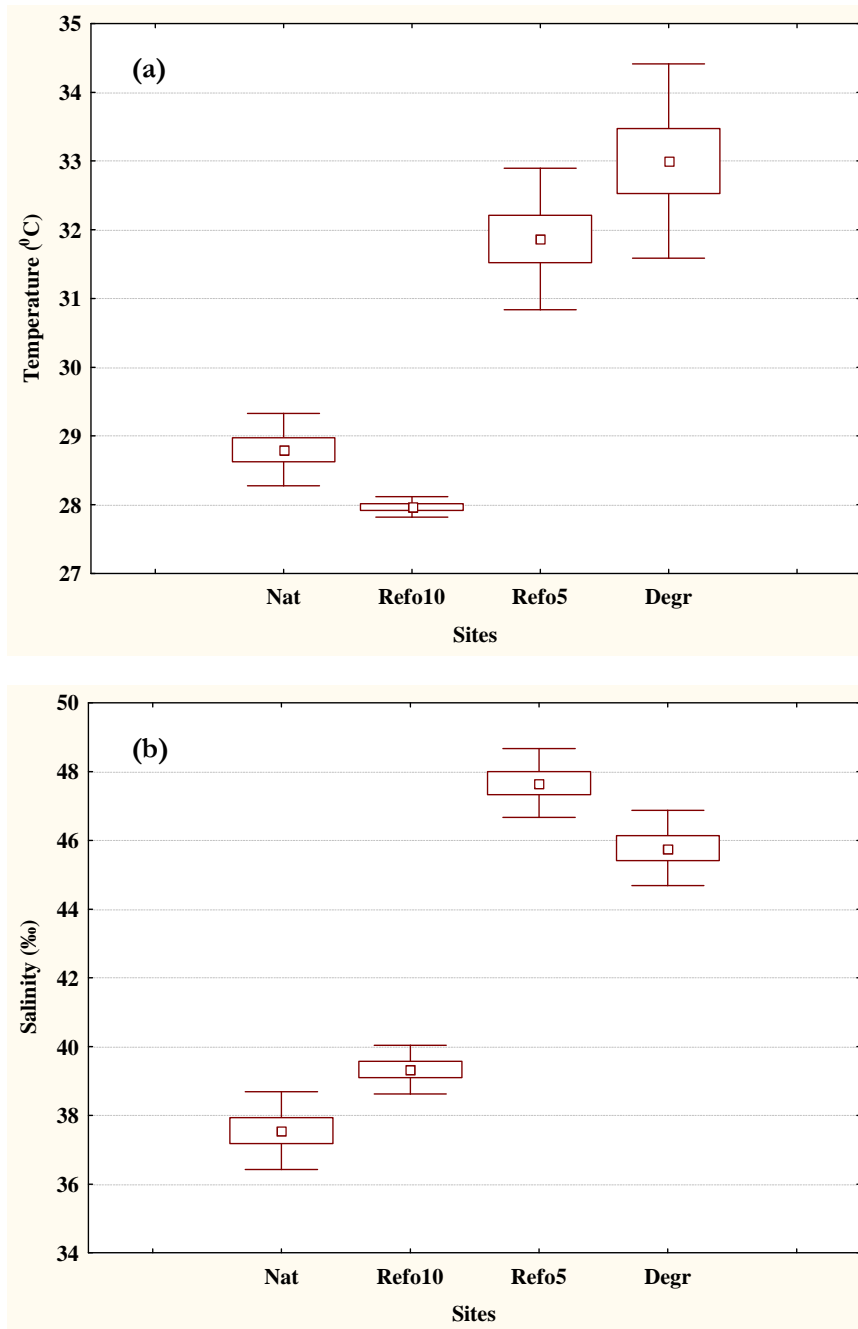 (a)
Temperature (⁰C)
35
34
33
32
31
30
29
28
27
Nat Refo10 Refo5 Degr
Sites
(b)
Salinity (‰)
50
48
46
44
42
40
38
36
34
Nat Refo10 Refo5 Degr
Sites